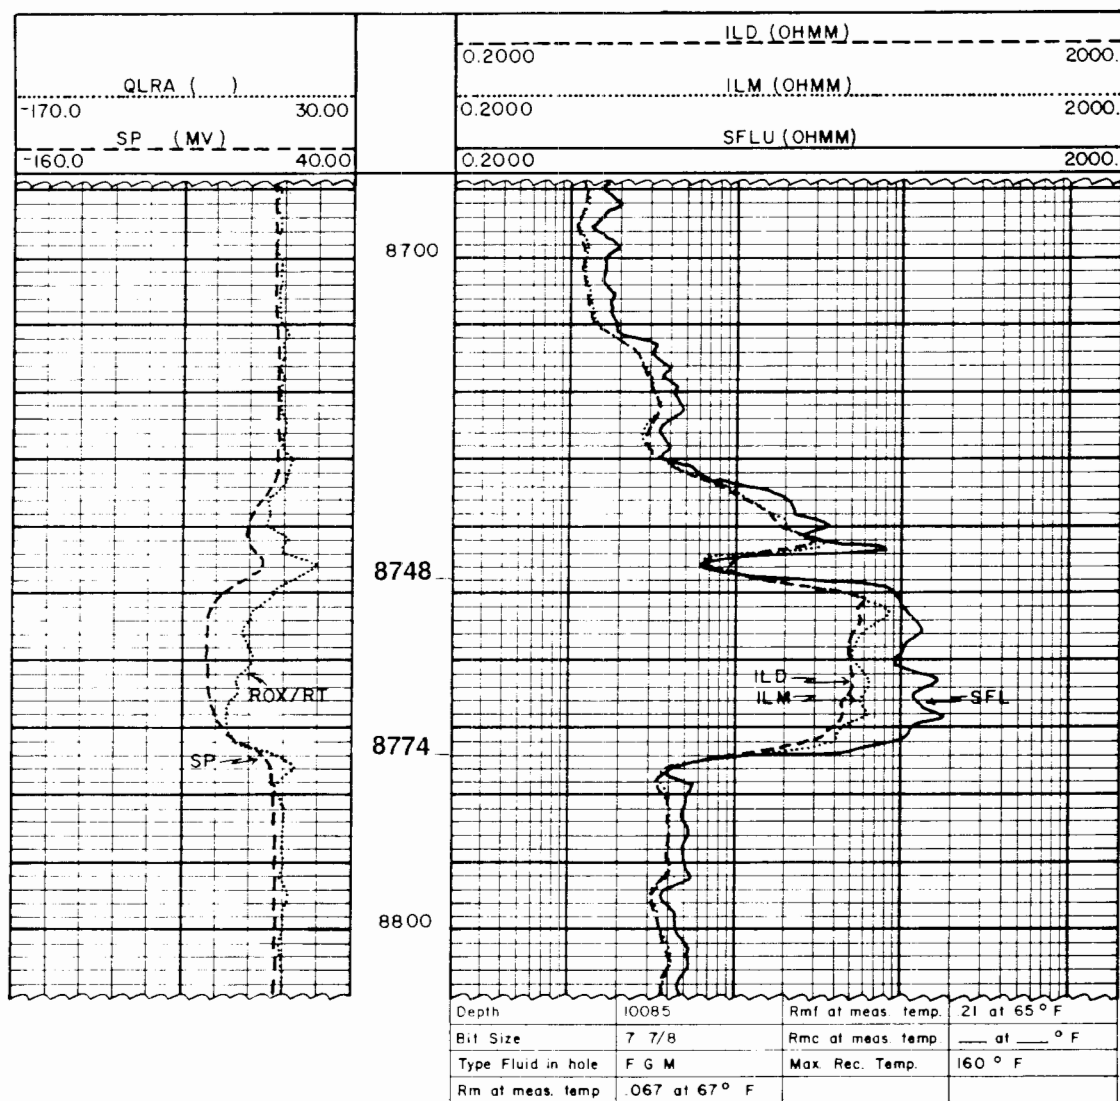 ILD (OHMM)
0.2000 2000.
QLRA ( ) ILM (OHMM)
-170.0 30.00 0.2000 2000.
SP (MV) SFLU (OHMM)
-160.0 40.00 0.2000 2000.
8700
8748
ILD
ROX/RT ILM SFL
8774
SP
8800
Depth 10085 Rmf at meas. temp. .21 at 65° F
Bit Size 7 7/8 Rmc at meas. temp. ___ at ___ ° F
Type Fluid in hole F G M Max. Rec. Temp. 160 ° F
Rm at meas. temp .067 at 67° F